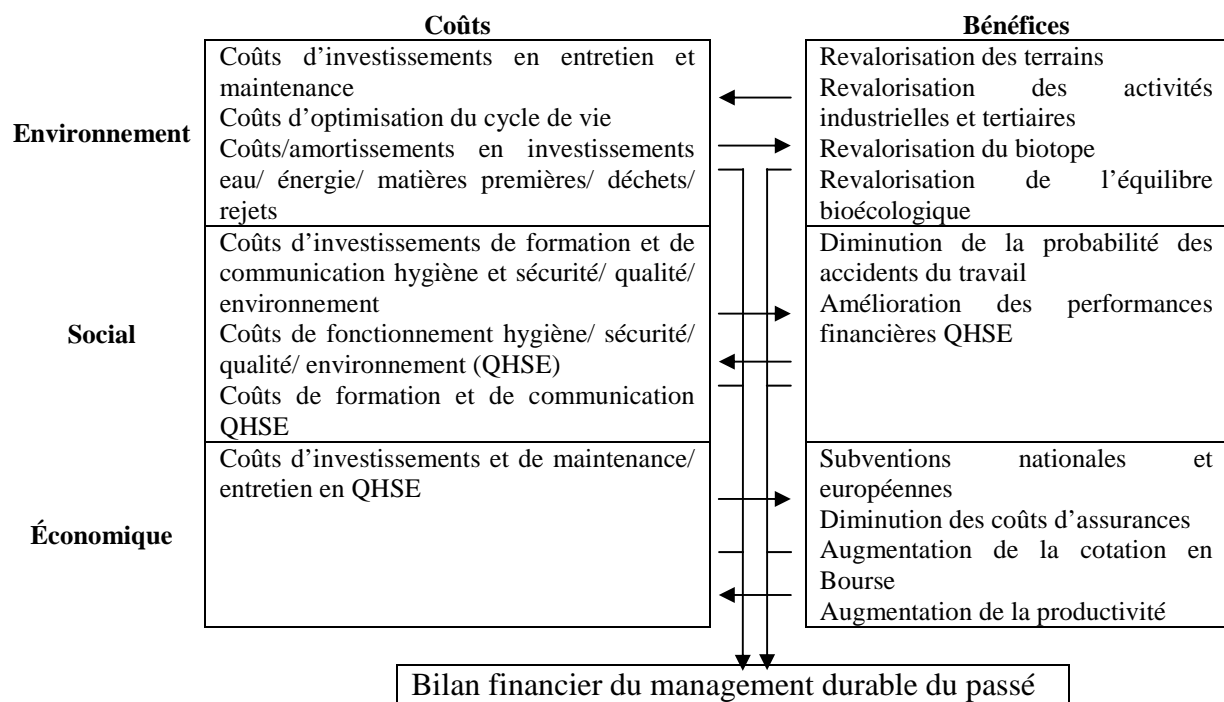 Coûts
Bénéfices
Environnement
Coûts d’investissements en entretien et
maintenance
Coûts d’optimisation du cycle de vie
Coûts/amortissements en investissements
eau/ énergie/ matières premières/ déchets/
rejets
Revalorisation des terrains
Revalorisation des activités
industrielles et tertiaires
Revalorisation du biotope
Revalorisation de l’équilibre
bioécologique
Social
Coûts d’investissements de formation et de
communication hygiène et sécurité/ qualité/
environnement
Coûts de fonctionnement hygiène/ sécurité/
qualité/ environnement (QHSE)
Coûts de formation et de communication
QHSE
Diminution de la probabilité des
accidents du travail
Amélioration des performances
financières QHSE
Économique
Coûts d’investissements et de maintenance/
entretien en QHSE
Subventions nationales et
européennes
Diminution des coûts d’assurances
Augmentation de la cotation en
Bourse
Augmentation de la productivité
Bilan financier du management durable du passé